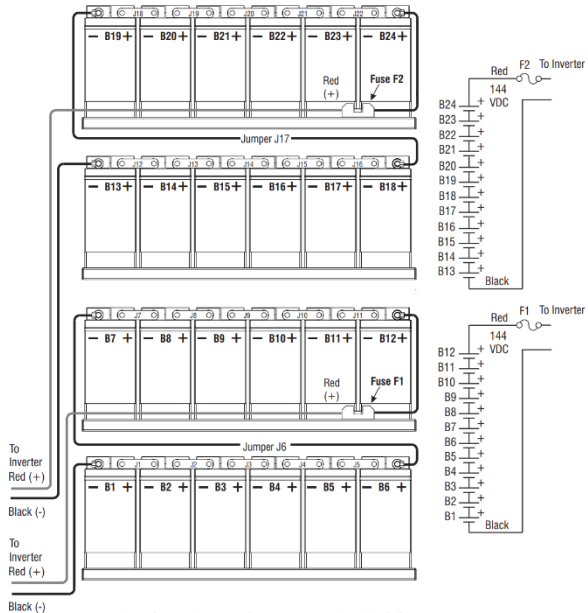 J18 J19 J20 J21 J22
− B19 + − B20 + − B21 + − B22 + − B23 + − B24 +
Red
(+)
Fuse F2
Jumper J17
J12 J13 J14 J15 J16
− B13 + − B14 + − B15 + − B16 + − B17 + − B18 +
J7 J8 J9 J10 J11
− B7 + − B8 + − B9 + − B10 + − B11 + − B12 +
Red
(+)
Fuse F1
Jumper J6
J1 J2 J3 J4 J5
− B1 + − B2 + − B3 + − B4 + − B5 + − B6 +
To
Inverter
Red (+)
Black (-)
To
Inverter
Red (+)
Black (-)
Red F2 To Inverter
144
VDC
B24 +
B23 +
B22 +
B21 +
B20 +
B19 +
B18 +
B17 +
B16 +
B15 +
B14 +
B13 +
Black
Red F1 To Inverter
144
VDC
B12 +
B11 +
B10 +
B9 +
B8 +
B7 +
B6 +
B5 +
B4 +
B3 +
B2 +
B1 +
Black